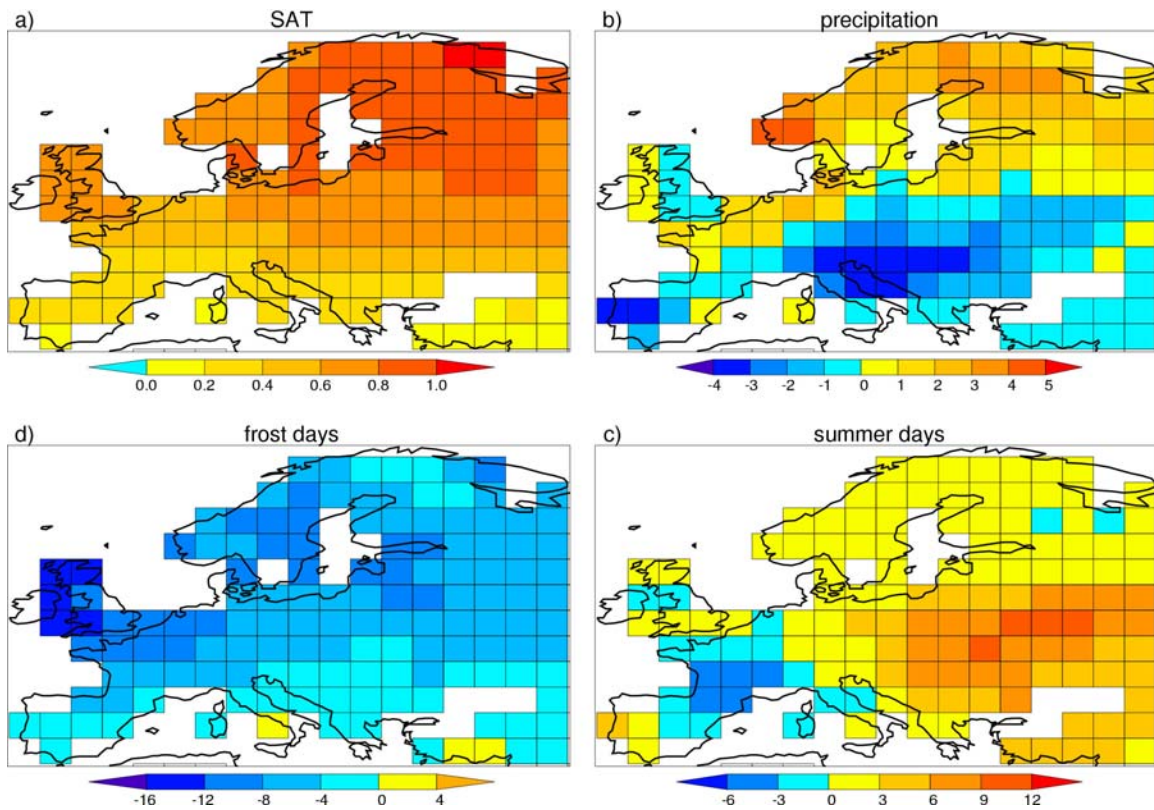 a) SAT
b) precipitation
0.0 0.2 0.4 0.6 0.8 1.0
-4 -3 -2 -1 0 1 2 3 4 5
d) frost days
c) summer days
-16 -12 -8 -4 0 4
-6 -3 0 3 6 9 12